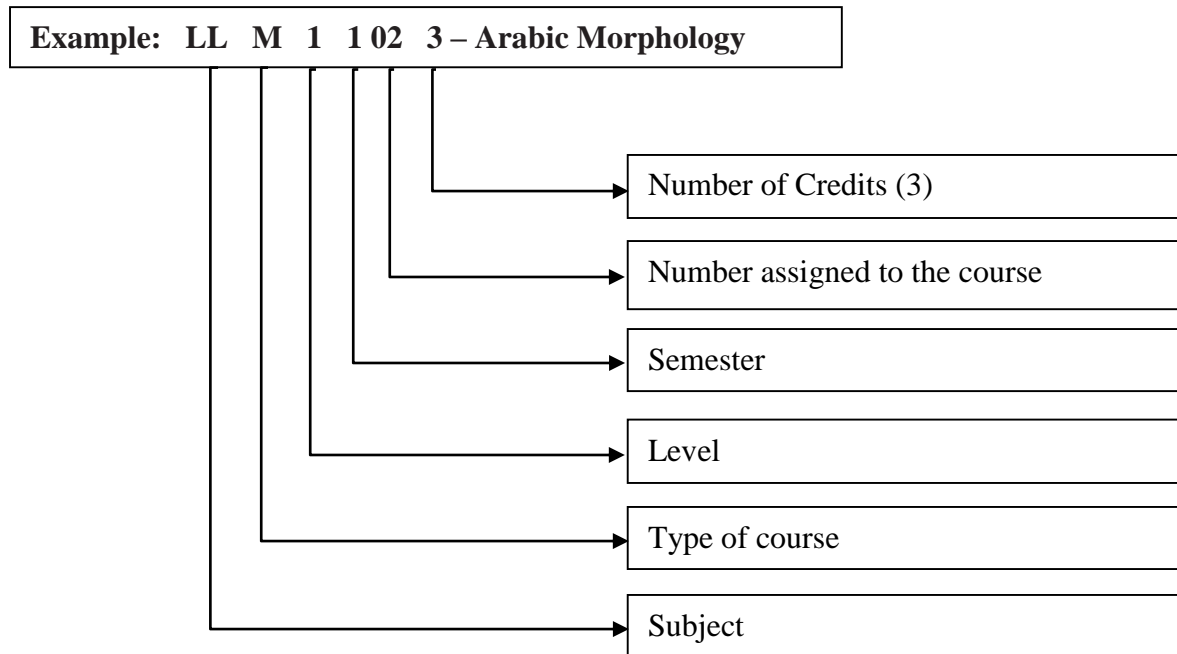 Example: LL M 1 1 02 3 – Arabic Morphology
Number of Credits (3)
Number assigned to the course
Semester
Level
Type of course
Subject